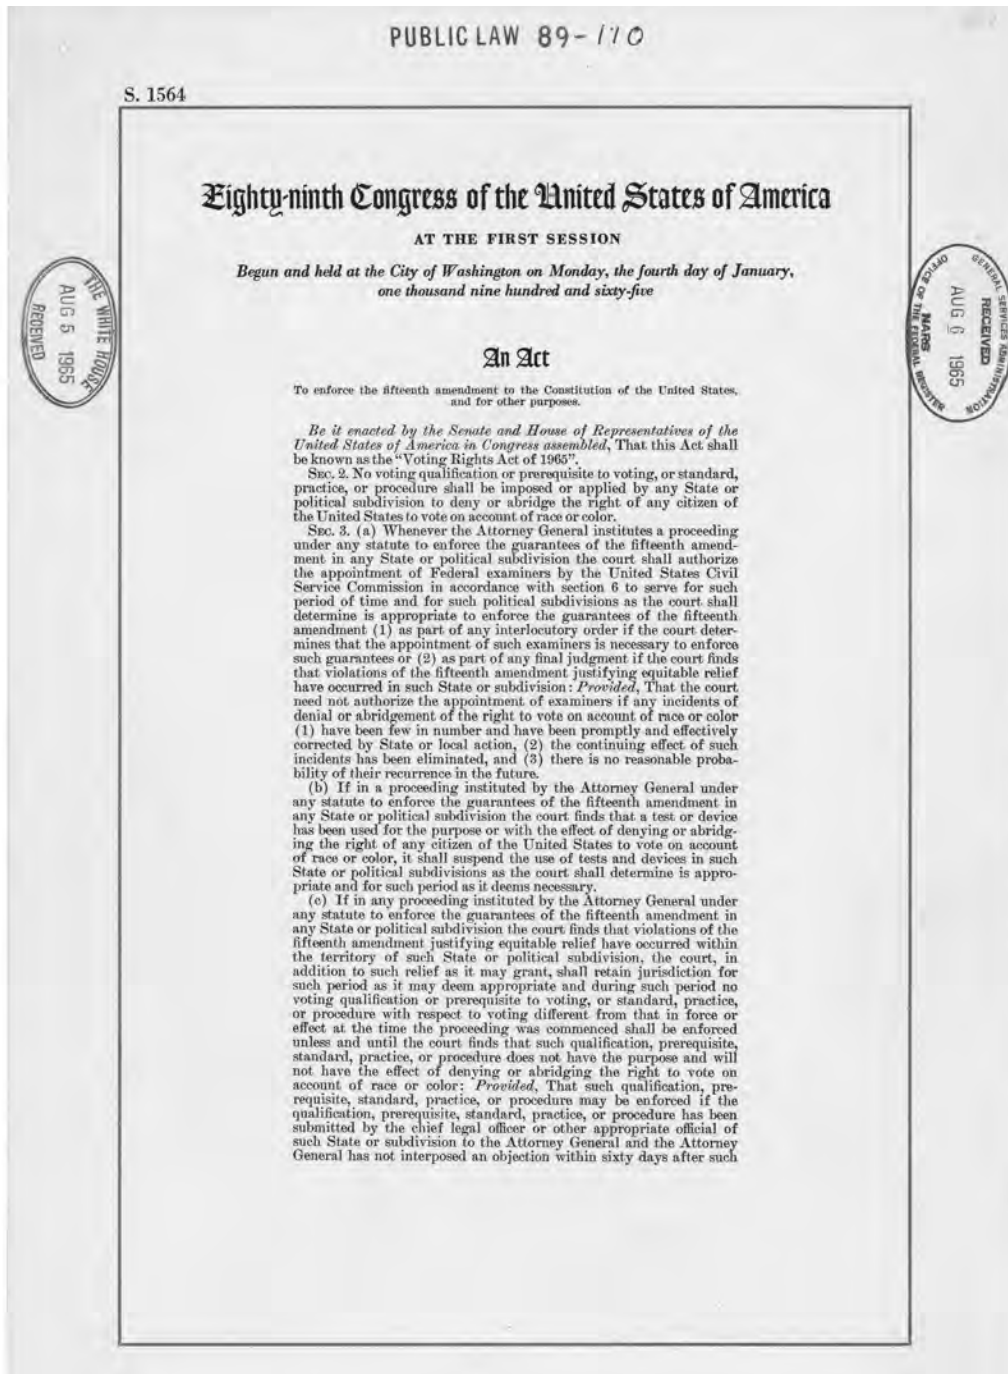 PUBLIC LAW 89-110
S. 1564
Eighty-ninth Congress of the United States of America
AT THE FIRST SESSION
Begun and held at the City of Washington on Monday, the fourth day of January,
one thousand nine hundred and sixty-five
THE WHITE HOUSE
AUG 5 1965
RECEIVED
GENERAL SERVICES ADMINISTRATION
RECEIVED
AUG 6 1965
NARS
OFFICE OF THE FEDERAL REGISTER
An Act
To enforce the fifteenth amendment to the Constitution of the United States,
and for other purposes.
Be it enacted by the Senate and House of Representatives of the
United States of America in Congress assembled, That this Act shall
be known as the “Voting Rights Act of 1965”.
SEC. 2. No voting qualification or prerequisite to voting, or standard,
practice, or procedure shall be imposed or applied by any State or
political subdivision to deny or abridge the right of any citizen of
the United States to vote on account of race or color.
SEC. 3. (a) Whenever the Attorney General institutes a proceeding
under any statute to enforce the guarantees of the fifteenth amend-
ment in any State or political subdivision the court shall authorize
the appointment of Federal examiners by the United States Civil
Service Commission in accordance with section 6 to serve for such
period of time and for such political subdivisions as the court shall
determine is appropriate to enforce the guarantees of the fifteenth
amendment (1) as part of any interlocutory order if the court deter-
mines that the appointment of such examiners is necessary to enforce
such guarantees or (2) as part of any final judgment if the court finds
that violations of the fifteenth amendment justifying equitable relief
have occurred in such State or subdivision: Provided, That the court
need not authorize the appointment of examiners if any incidents of
denial or abridgement of the right to vote on account of race or color
(1) have been few in number and have been promptly and effectively
corrected by State or local action, (2) the continuing effect of such
incidents has been eliminated, and (3) there is no reasonable proba-
bility of their recurrence in the future.
(b) If in a proceeding instituted by the Attorney General under
any statute to enforce the guarantees of the fifteenth amendment in
any State or political subdivision the court finds that a test or device
has been used for the purpose or with the effect of denying or abridg-
ing the right of any citizen of the United States to vote on account
of race or color, it shall suspend the use of tests and devices in such
State or political subdivisions as the court shall determine is appro-
priate and for such period as it deems necessary.
(c) If in any proceeding instituted by the Attorney General under
any statute to enforce the guarantees of the fifteenth amendment in
any State or political subdivision the court finds that violations of the
fifteenth amendment justifying equitable relief have occurred within
the territory of such State or political subdivision, the court, in
addition to such relief as it may grant, shall retain jurisdiction for
such period as it may deem appropriate and during such period no
voting qualification or prerequisite to voting, or standard, practice,
or procedure with respect to voting different from that in force or
effect at the time the proceeding was commenced shall be enforced
unless and until the court finds that such qualification, prerequisite,
standard, practice, or procedure does not have the purpose and will
not have the effect of denying or abridging the right to vote on
account of race or color: Provided, That such qualification, pre-
requisite, standard, practice, or procedure may be enforced if the
qualification, prerequisite, standard, practice, or procedure has been
submitted by the chief legal officer or other appropriate official of
such State or subdivision to the Attorney General and the Attorney
General has not interposed an objection within sixty days after such